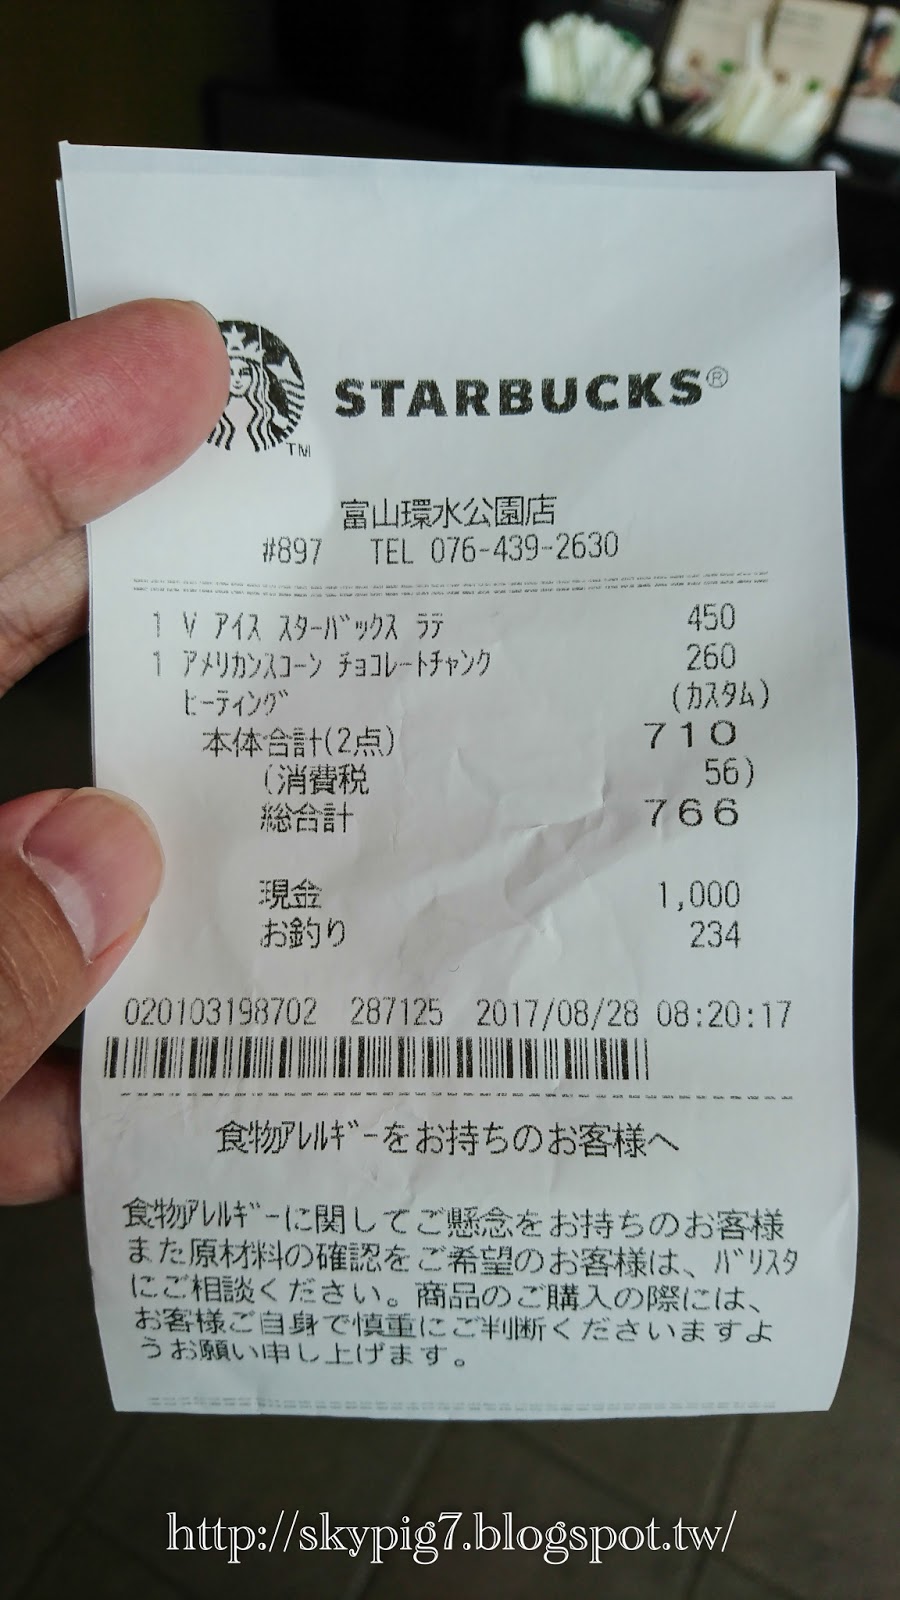 STARBUCKS®
TM
富山環水公園店
#897 TEL 076-439-2630
1 V アイス スターバックス ラテ 450
1 アメリカンスコーン チョコレートチャンク 260
ヒーティング (カスタム)
本体合計(2点) 710
(消費税 56)
総合計 766
現金 1,000
お釣り 234
020103198702 287125 2017/08/28 08:20:17
食物アレルギーをお持ちのお客様へ
食物アレルギーに関してご懸念をお持ちのお客様
また原材料の確認をご希望のお客様は、バリスタ
にご相談ください。商品のご購入の際には、
お客様ご自身で慎重にご判断くださいますよ
うお願い申し上げます。
http://skypig7.blogspot.tw/